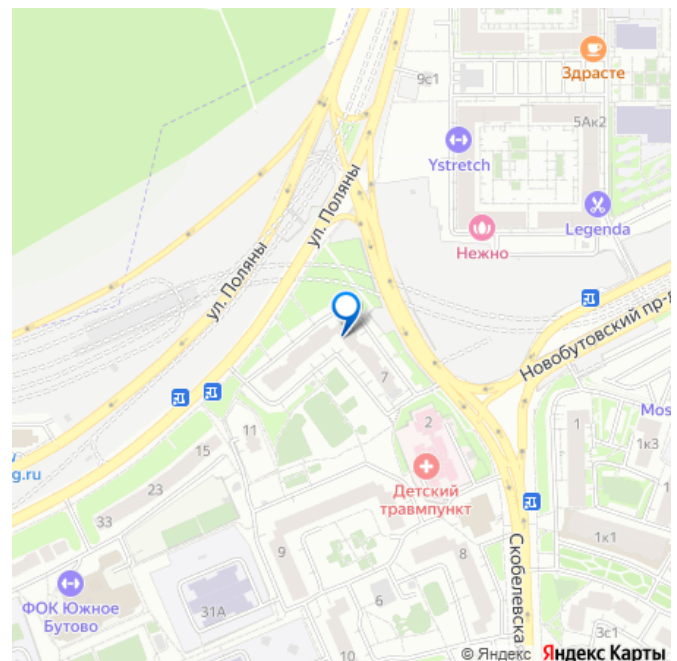 9с1
Здрасте
5Ак2
Ystretch
Legenda
Нежно
ул. Поляны
ул. Поляны
Новобутовский пр-д
7
2
11
15
Детский
травмпункт
1
1к3
Mos
g.ru
23
33
9
8
1к1
Скобелевская
ФОК Южное
Бутово
31А
6
10
3с1
© Яндекс Яндекс Карты